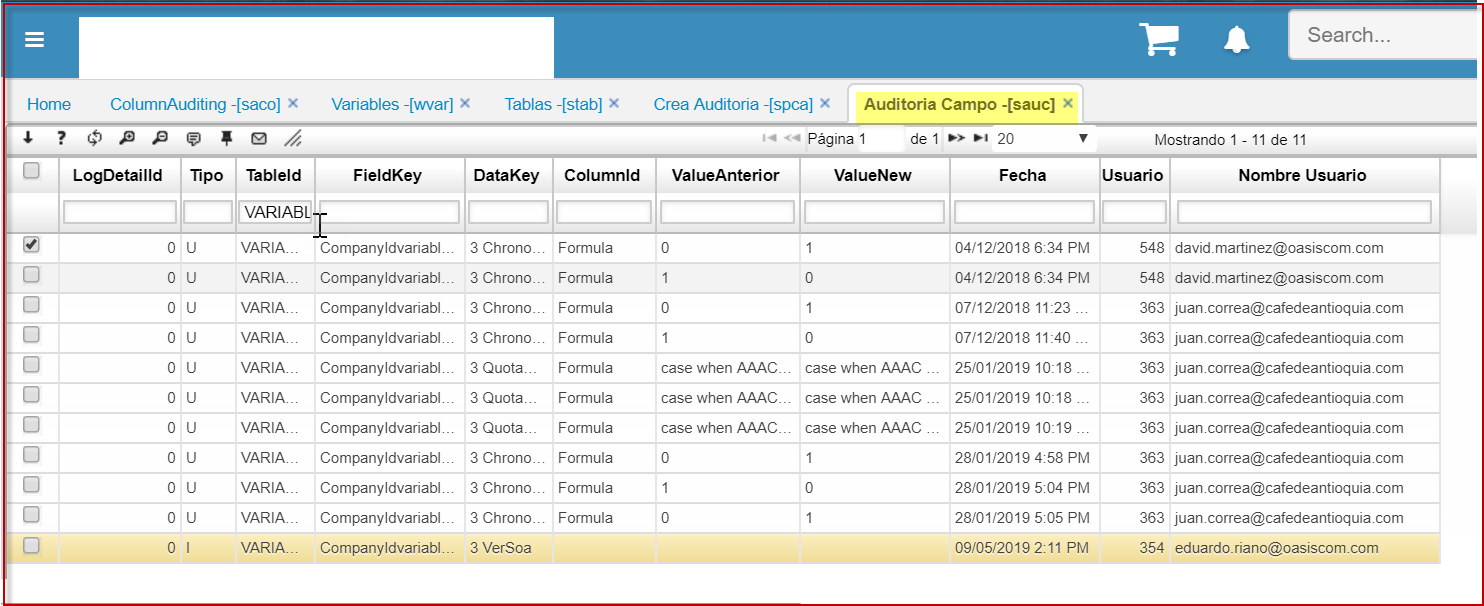 Search...
Home ColumnAuditing -[saco] × Variables -[wvar] × Tablas -[stab] × Crea Auditoria -[spca] × Auditoria Campo -[sauc] ×
? Página 1 de 1 20 Mostrando 1 - 11 de 11
LogDetailId Tipo TableId FieldKey DataKey ColumnId ValueAnterior ValueNew Fecha Usuario Nombre Usuario
VARIABL
0 U VARIA... CompanyIdvariabl... 3 Chrono... Formula 0 1 04/12/2018 6:34 PM 548 david.martinez@oasiscom.com
0 U VARIA... CompanyIdvariabl... 3 Chrono... Formula 1 0 04/12/2018 6:34 PM 548 david.martinez@oasiscom.com
0 U VARIA... CompanyIdvariabl... 3 Chrono... Formula 0 1 07/12/2018 11:23 ... 363 juan.correa@cafedeantioquia.com
0 U VARIA... CompanyIdvariabl... 3 Chrono... Formula 1 0 07/12/2018 11:40 ... 363 juan.correa@cafedeantioquia.com
0 U VARIA... CompanyIdvariabl... 3 Quota... Formula case when AAAC... case when AAAC ... 25/01/2019 10:18 ... 363 juan.correa@cafedeantioquia.com
0 U VARIA... CompanyIdvariabl... 3 Quota... Formula case when AAAC... case when AAAC ... 25/01/2019 10:18 ... 363 juan.correa@cafedeantioquia.com
0 U VARIA... CompanyIdvariabl... 3 Quota... Formula case when AAAC... case when AAAC ... 25/01/2019 10:19 ... 363 juan.correa@cafedeantioquia.com
0 U VARIA... CompanyIdvariabl... 3 Chrono... Formula 0 1 28/01/2019 4:58 PM 363 juan.correa@cafedeantioquia.com
0 U VARIA... CompanyIdvariabl... 3 Chrono... Formula 1 0 28/01/2019 5:04 PM 363 juan.correa@cafedeantioquia.com
0 U VARIA... CompanyIdvariabl... 3 Chrono... Formula 0 1 28/01/2019 5:05 PM 363 juan.correa@cafedeantioquia.com
0 I VARIA... CompanyIdvariabl... 3 VerSoa 09/05/2019 2:11 PM 354 eduardo.riano@oasiscom.com